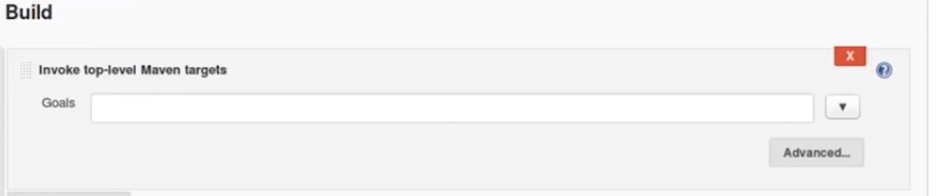 Build
Invoke top-level Maven targets
X
?
Goals
▼
Advanced...